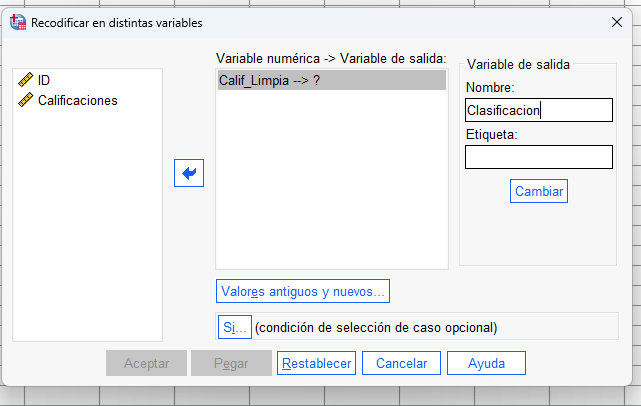 Recodificar en distintas variables
ID
Calificaciones
Variable numérica -> Variable de salida:
Calif_Limpia --> ?
Variable de salida
Nombre:
Clasificacion
Etiqueta:
Cambiar
Valores antiguos y nuevos...
Si... (condición de selección de caso opcional)
Aceptar Pegar Restablecer Cancelar Ayuda